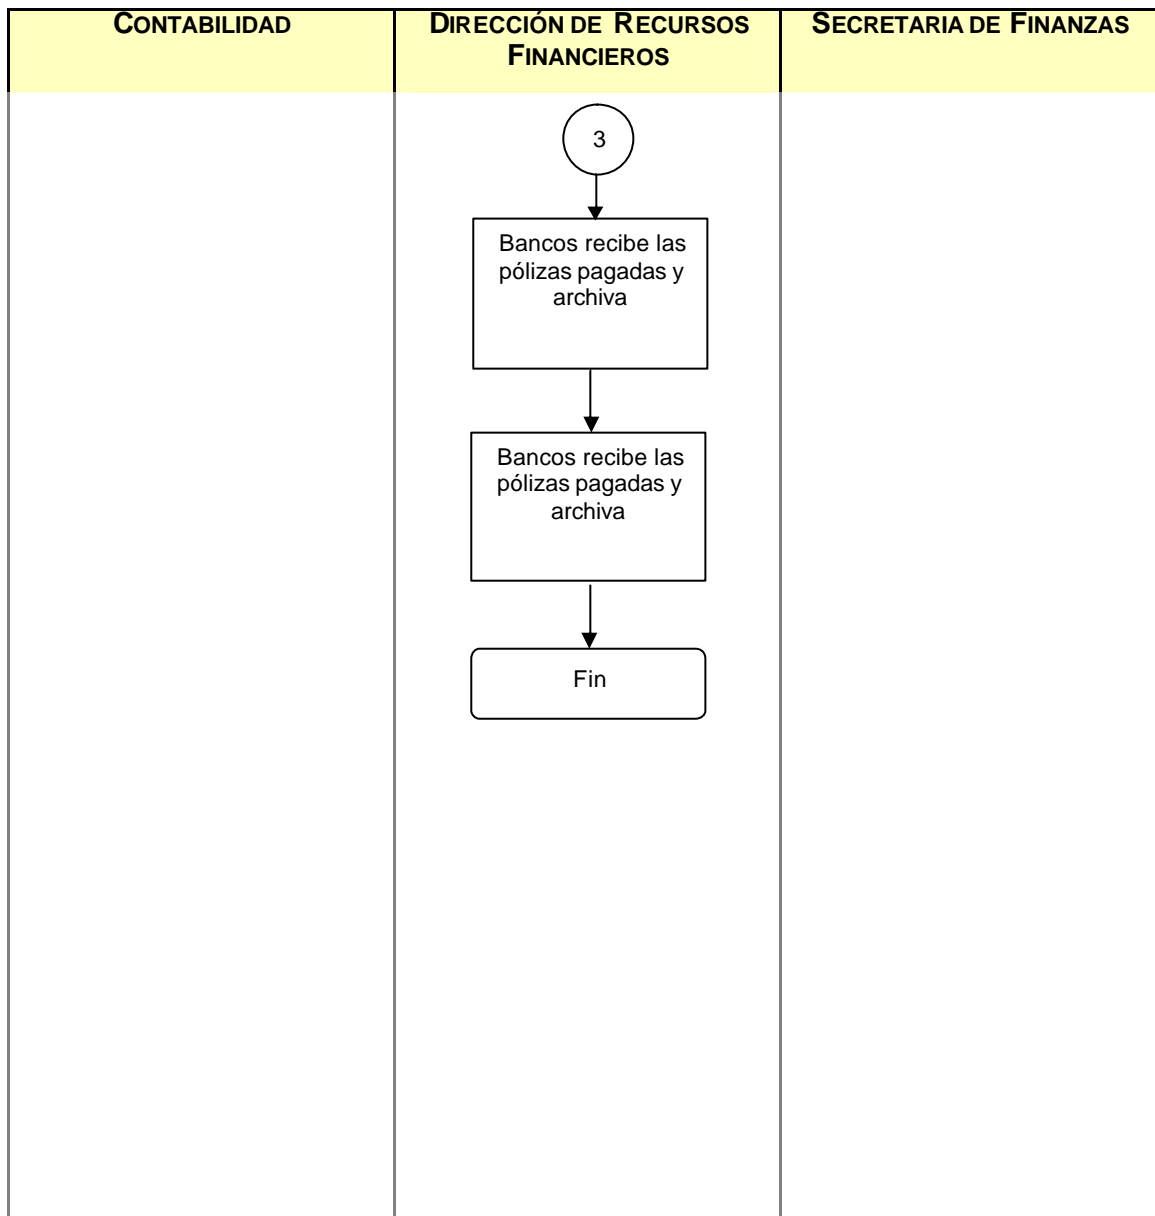 CONTABILIDAD
DIRECCIÓN DE RECURSOS
FINANCIEROS
SECRETARIA DE FINANZAS
3
Bancos recibe las
pólizas pagadas y
archiva
Bancos recibe las
pólizas pagadas y
archiva
Fin